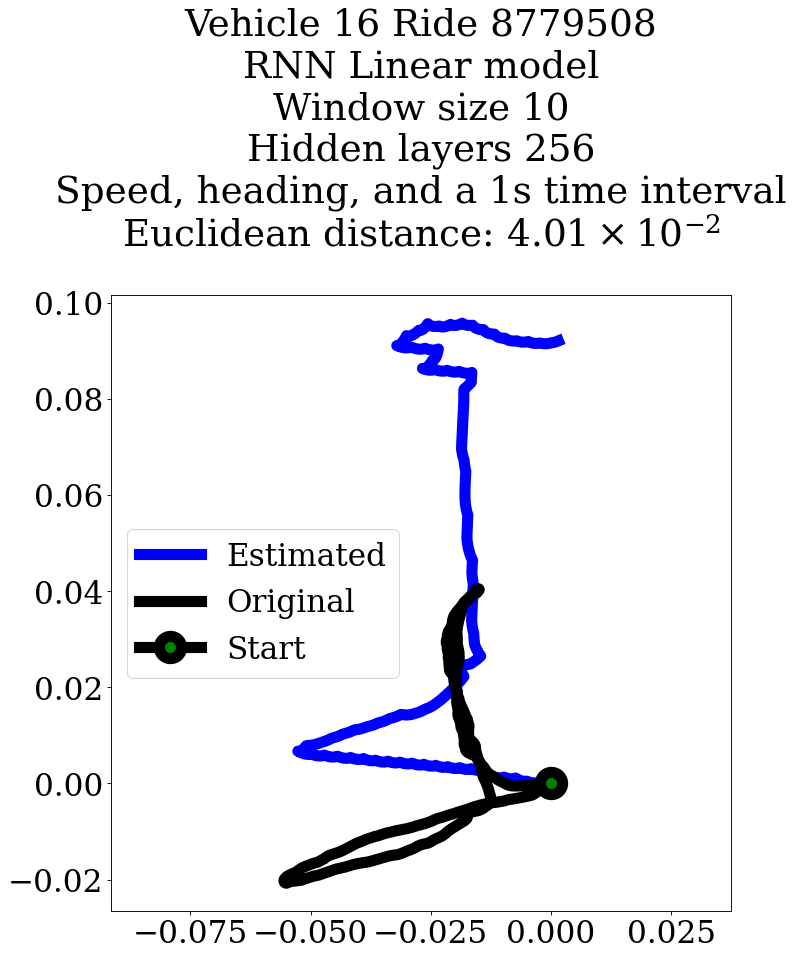 Vehicle 16 Ride 8779508
RNN Linear model
Window size 10
Hidden layers 256
Speed, heading, and a 1s time interval
Euclidean distance: 4.01 × 10⁻²
0.10
0.08
0.06
0.04
0.02
0.00
−0.02
Estimated
Original
Start
−0.075 −0.050 −0.025 0.000 0.025